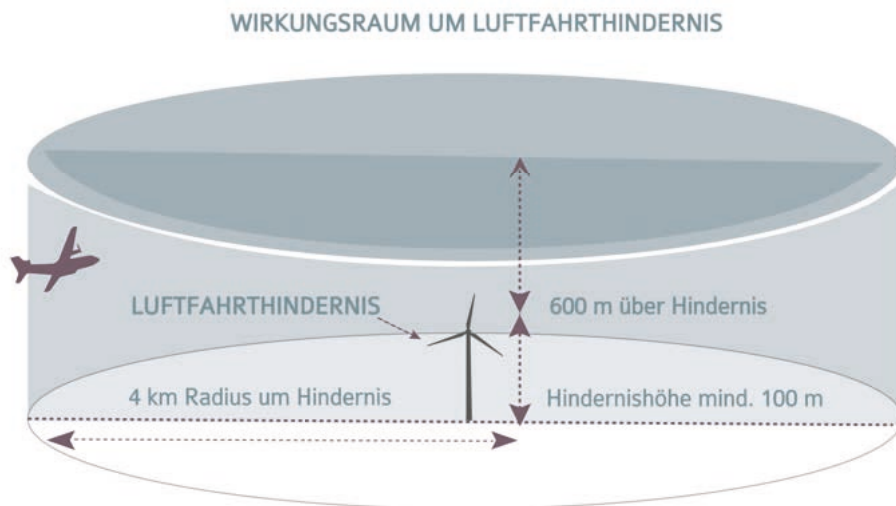 WIRKUNGSRAUM UM LUFTFAHRTHINDERNIS
LUFTFAHRTHINDERNIS
600 m über Hindernis
4 km Radius um Hindernis
Hindernishöhe mind. 100 m